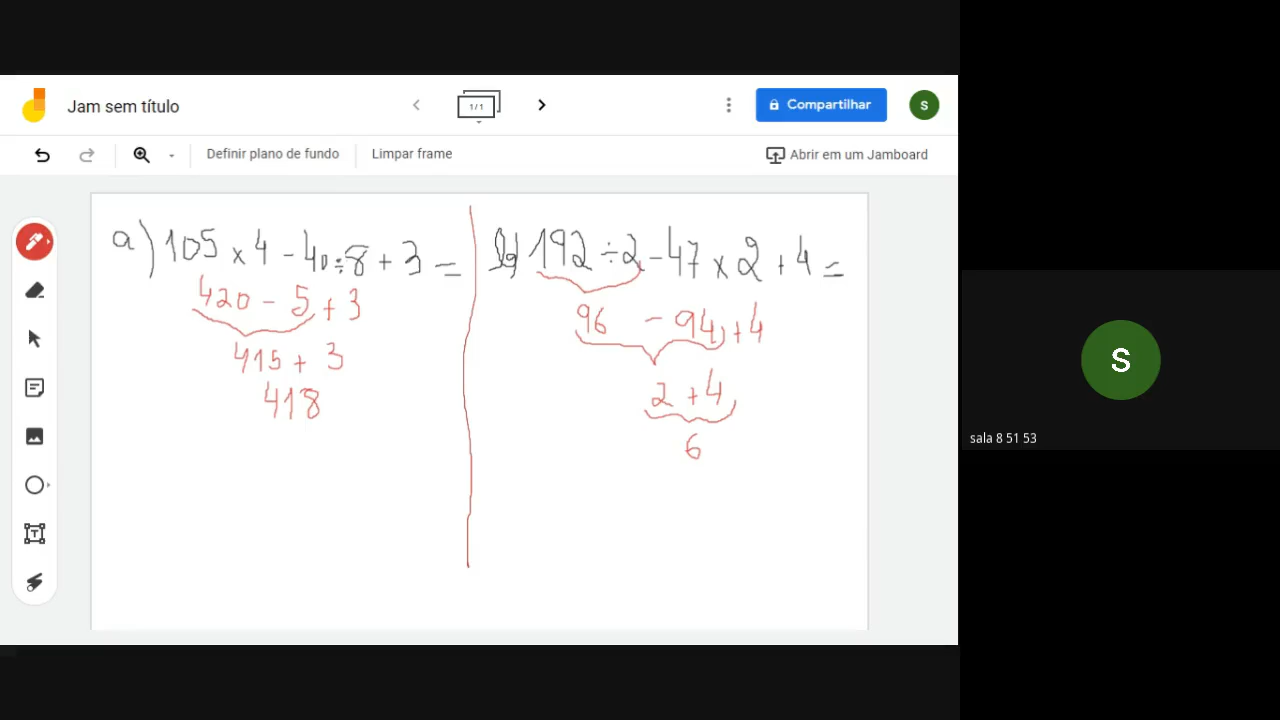 Jam sem título
1/1
Compartilhar
S
Definir plano de fundo
Limpar frame
Abrir em um Jamboard
a) 105 x 4 - 40 ÷ 8 + 3 =
420 - 5 + 3
415 + 3
418
b) 192 ÷ 2 - 47 x 2 + 4 =
96 - 94 + 4
2 + 4
6
S
sala 8 51 53